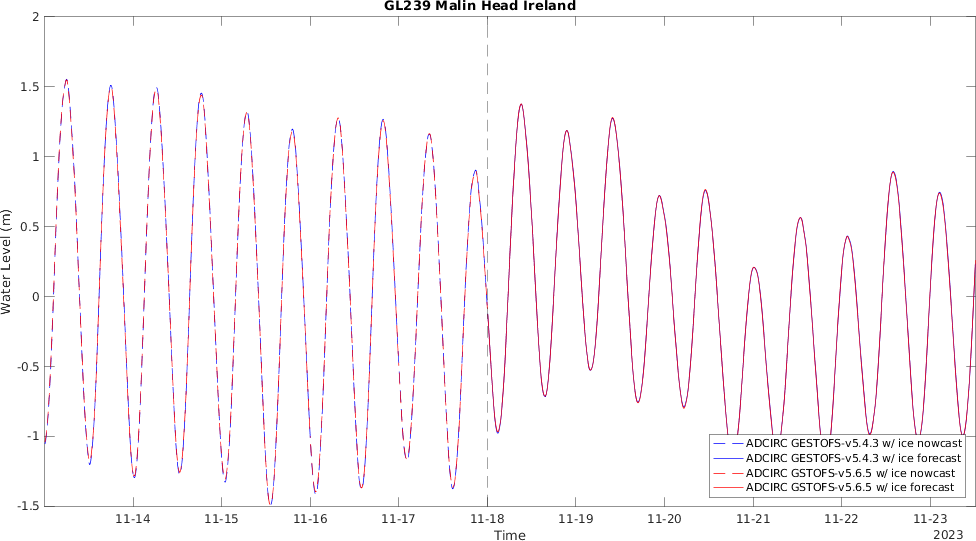 GL239 Malin Head Ireland
2
1.5
1
0.5
0
-0.5
-1
-1.5
Water Level (m)
11-14 11-15 11-16 11-17 11-18 11-19 11-20 11-21 11-22 11-23
Time
2023
ADCIRC GESTOFS-v5.4.3 w/ ice nowcast
ADCIRC GESTOFS-v5.4.3 w/ ice forecast
ADCIRC GSTOFS-v5.6.5 w/ ice nowcast
ADCIRC GSTOFS-v5.6.5 w/ ice forecast